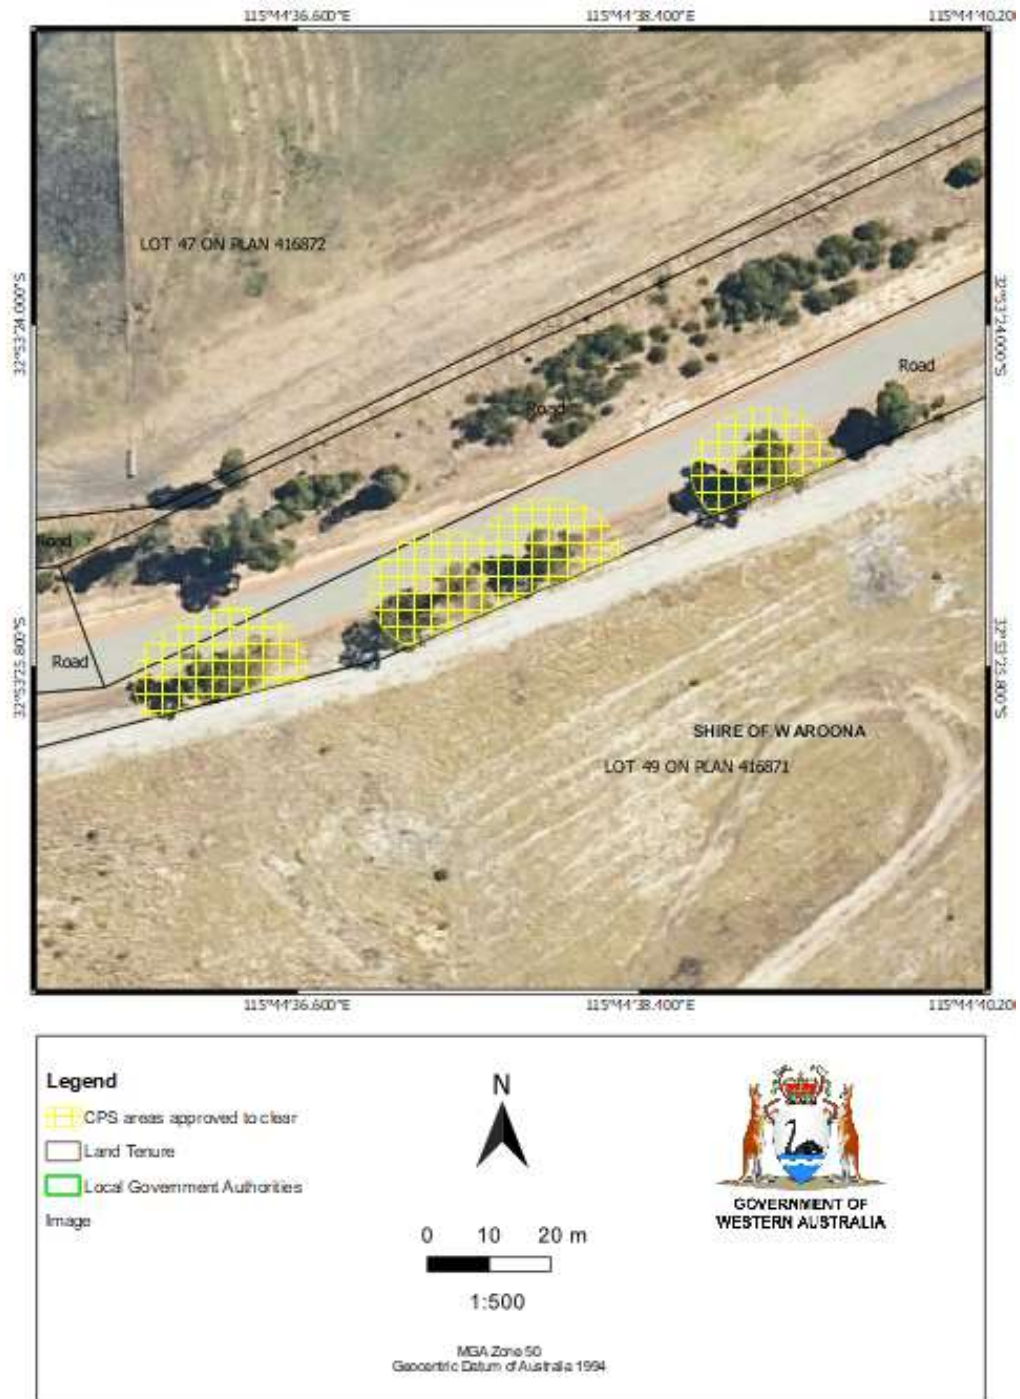 115°44'36.600"E
115°44'38.400"E
115°44'40.20
LOT 47 ON PLAN 416872
32°53'24.000"S
32°53'24.000"S
Road
Road
Road
Road
32°53'25.800"S
32°53'25.800"S
SHIRE OF WAROONA
LOT 49 ON PLAN 416871
115°44'36.600"E
115°44'38.400"E
115°44'40.20
Legend
CPS areas approved to clear
Land Tenure
Local Government Authorities
Image
N
0 10 20 m
1:500
MGA Zone 50
Geocentric Datum of Australia 1994
GOVERNMENT OF
WESTERN AUSTRALIA